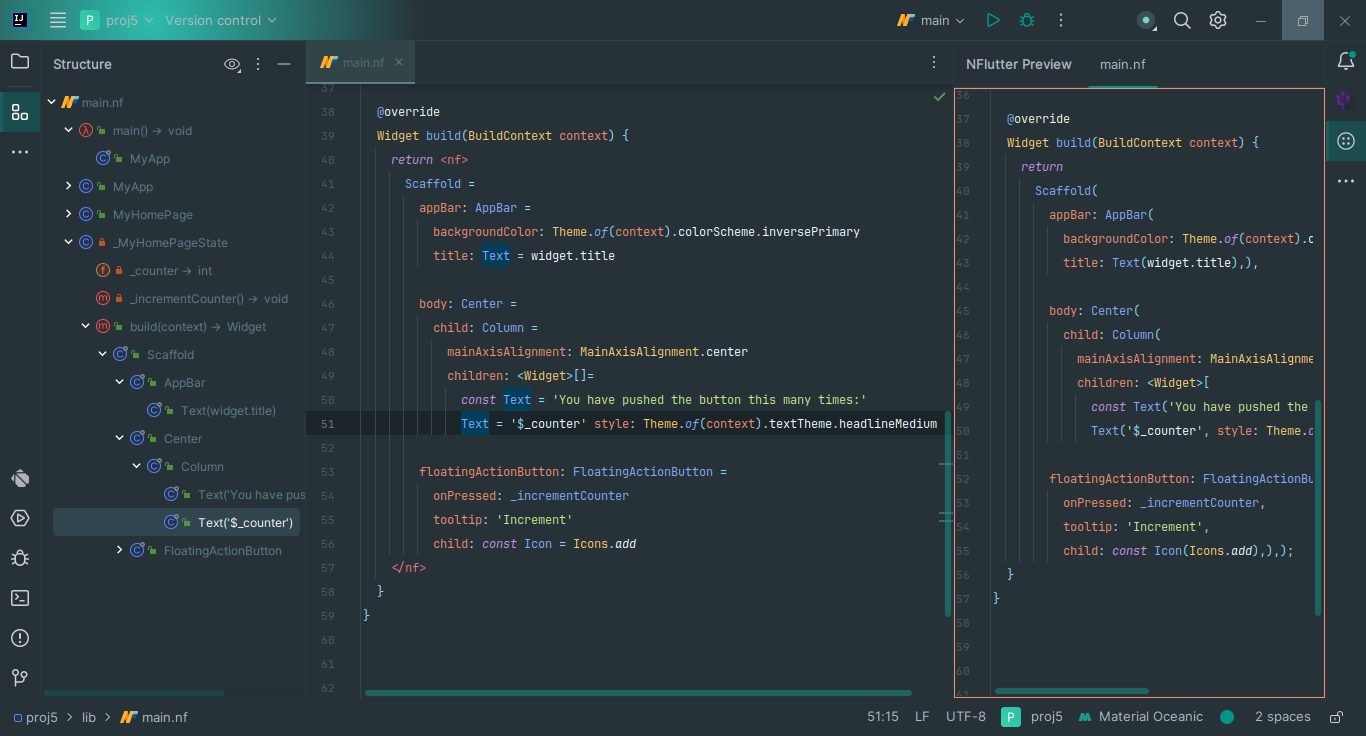 IJ
P proj5 Version control main
Structure
main.nf
main() → void
MyApp
MyApp
MyHomePage
_MyHomePageState
_counter → int
_incrementCounter() → void
build(context) → Widget
Scaffold
AppBar
Text(widget.title)
Center
Column
Text('You have pus
Text('$_counter')
FloatingActionButton
main.nf
37
38 @override
39 Widget build(BuildContext context) {
40 return <nf>
41 Scaffold =
42 appBar: AppBar =
43 backgroundColor: Theme.of(context).colorScheme.inversePrimary
44 title: Text = widget.title
45
46 body: Center =
47 child: Column =
48 mainAxisAlignment: MainAxisAlignment.center
49 children: <Widget>[]=
50 const Text = 'You have pushed the button this many times:'
51 Text = '$_counter' style: Theme.of(context).textTheme.headlineMedium
52
53 floatingActionButton: FloatingActionButton =
54 onPressed: _incrementCounter
55 tooltip: 'Increment'
56 child: const Icon = Icons.add
57 </nf>
58 }
59 }
60
61
62
NFlutter Preview main.nf
36
37 @override
38 Widget build(BuildContext context) {
39 return
40 Scaffold(
41 appBar: AppBar(
42 backgroundColor: Theme.of(context).c
43 title: Text(widget.title),),
44
45 body: Center(
46 child: Column(
47 mainAxisAlignment: MainAxisAlignme
48 children: <Widget>[
49 const Text('You have pushed the
50 Text('$_counter', style: Theme.o
51
52 floatingActionButton: FloatingActionBu
53 onPressed: _incrementCounter,
54 tooltip: 'Increment',
55 child: const Icon(Icons.add),),);
56 }
57 }
58
59
60
61
proj5 > lib > main.nf
51:15 LF UTF-8 P proj5 Material Oceanic 2 spaces